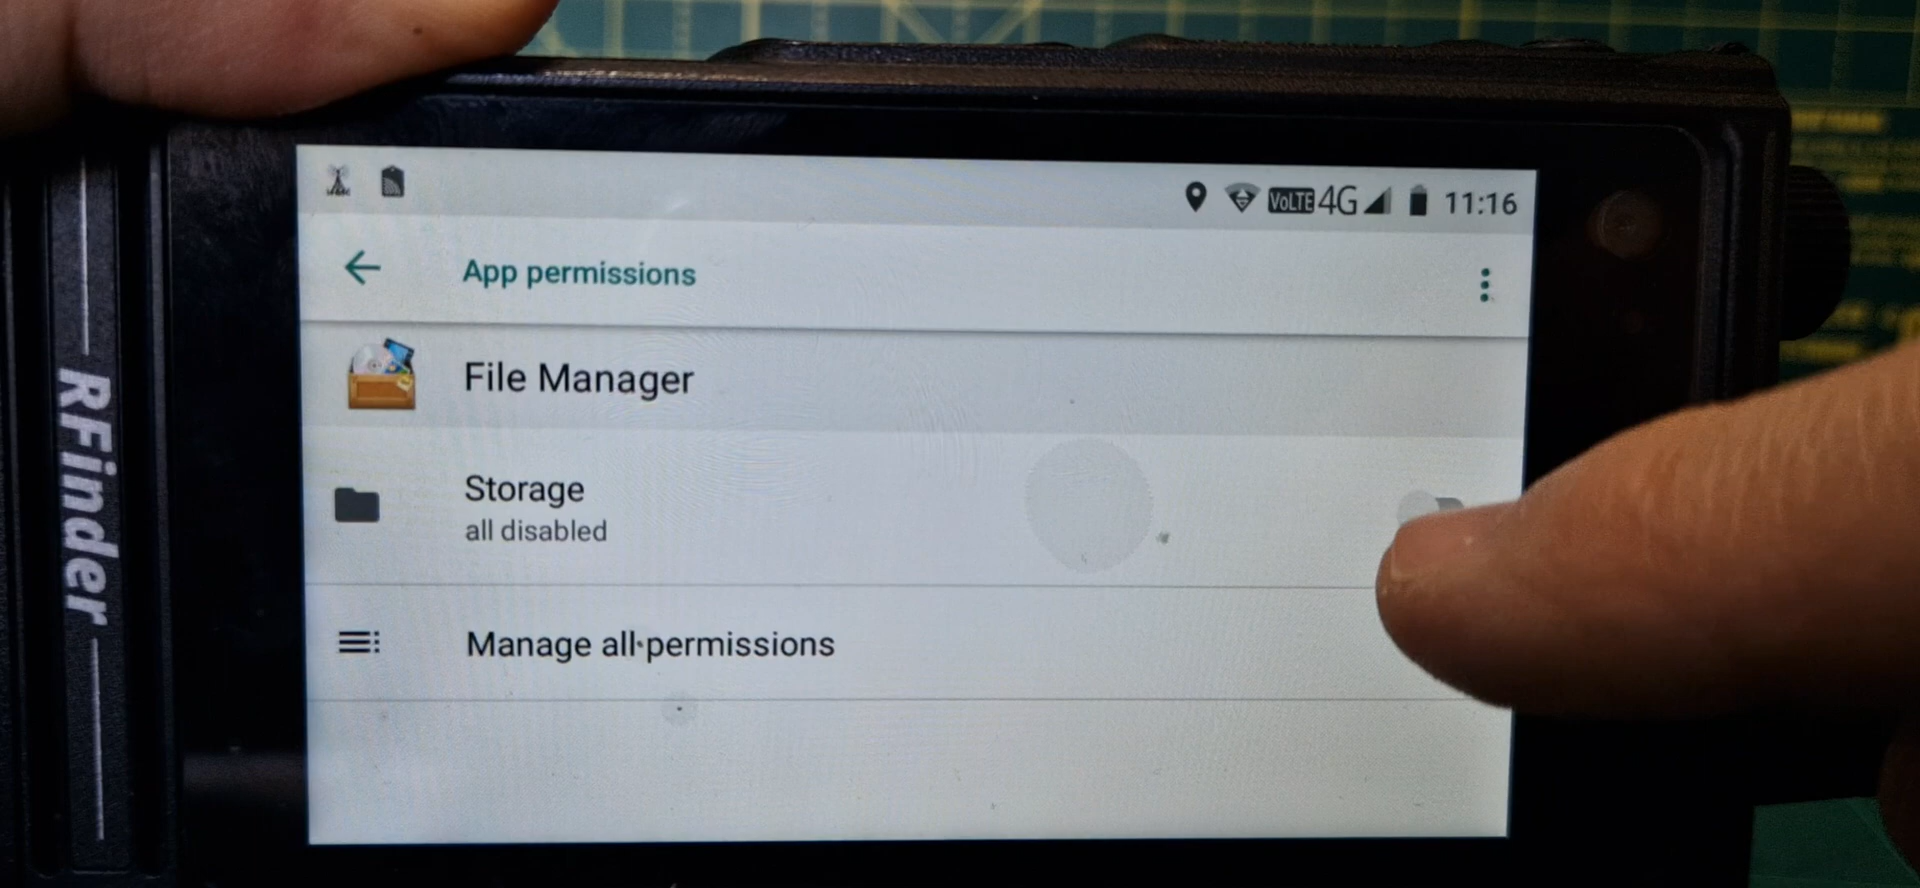 VoLTE 4G 11:16
App permissions
File Manager
Storage
all disabled
Manage all permissions
RFinder